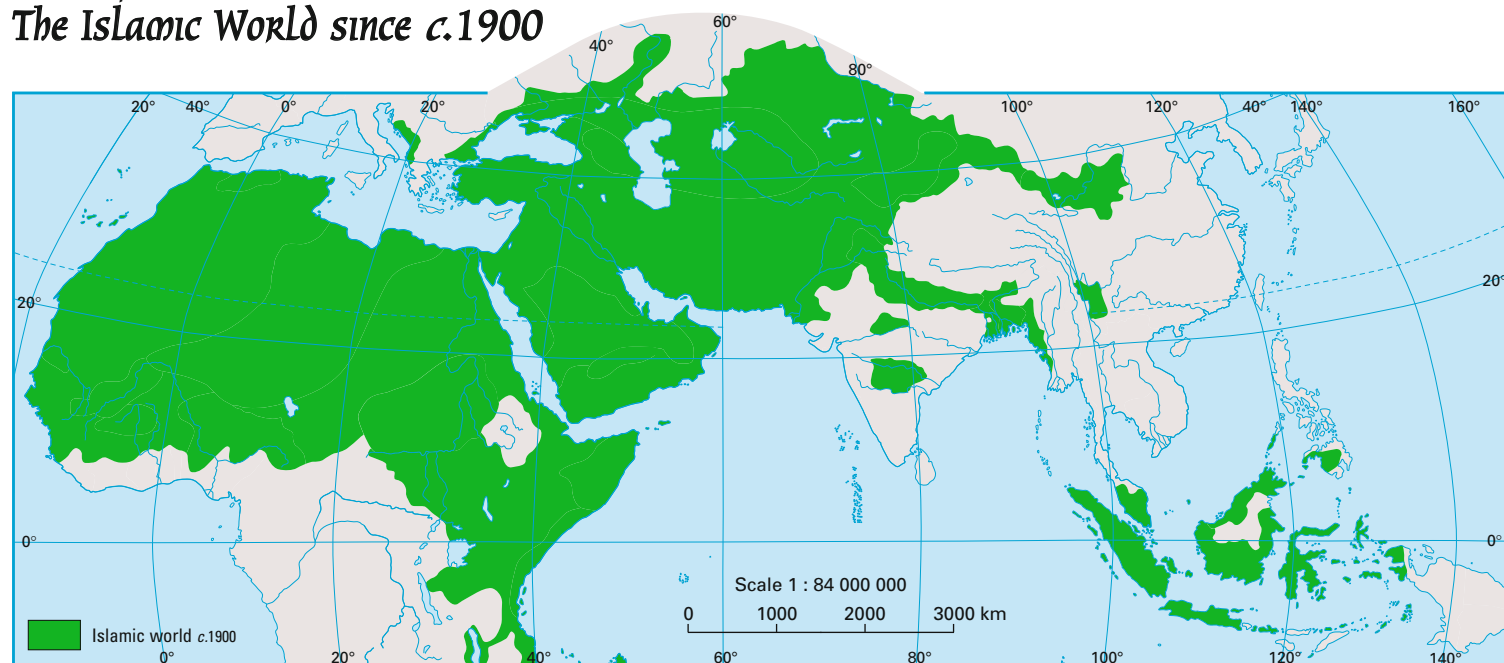 The Islamic World since c.1900
60°
40°
80°
20° 40° 0° 20° 100° 120° 40° 140° 160°
20° 20°
0° 0°
Scale 1 : 84 000 000
0 1000 2000 3000 km
Islamic world c.1900
0° 20° 40° 60° 80° 100° 120° 140°